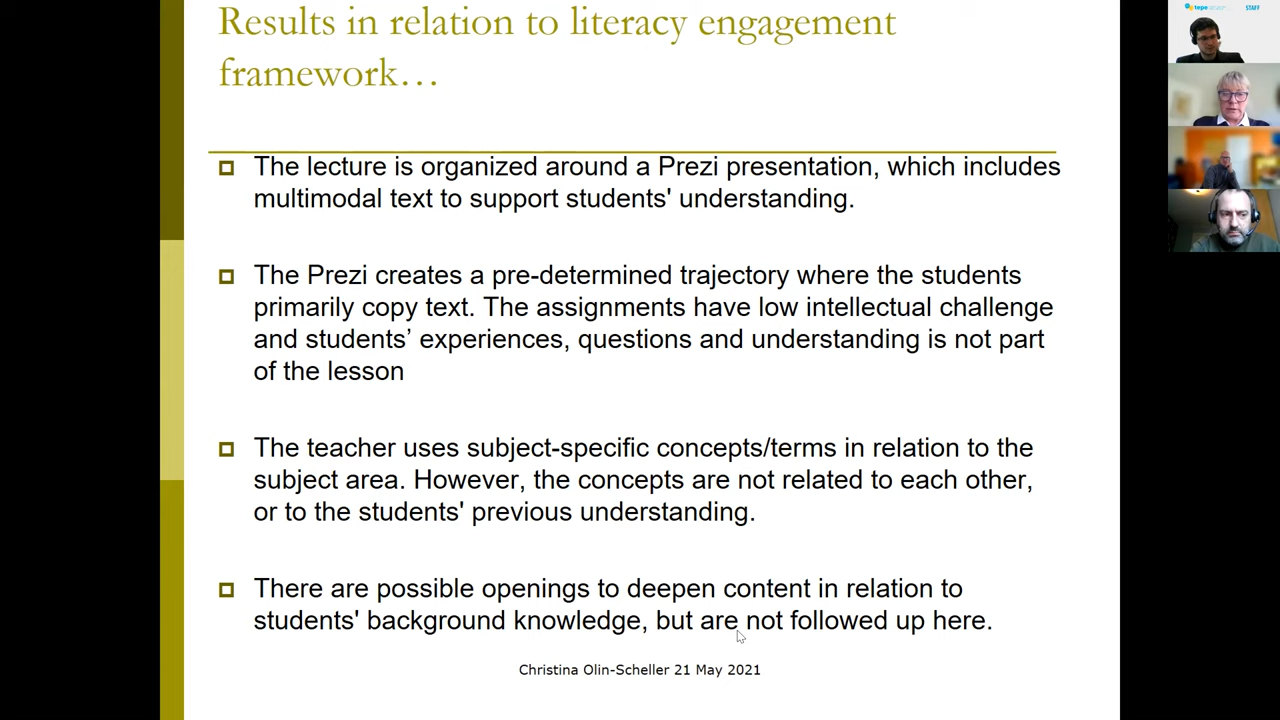 Results in relation to literacy engagement
framework…
The lecture is organized around a Prezi presentation, which includes
multimodal text to support students' understanding.
The Prezi creates a pre-determined trajectory where the students
primarily copy text. The assignments have low intellectual challenge
and students’ experiences, questions and understanding is not part
of the lesson
The teacher uses subject-specific concepts/terms in relation to the
subject area. However, the concepts are not related to each other,
or to the students' previous understanding.
There are possible openings to deepen content in relation to
students' background knowledge, but are not followed up here.
Christina Olin-Scheller 21 May 2021
tepe
STAFF